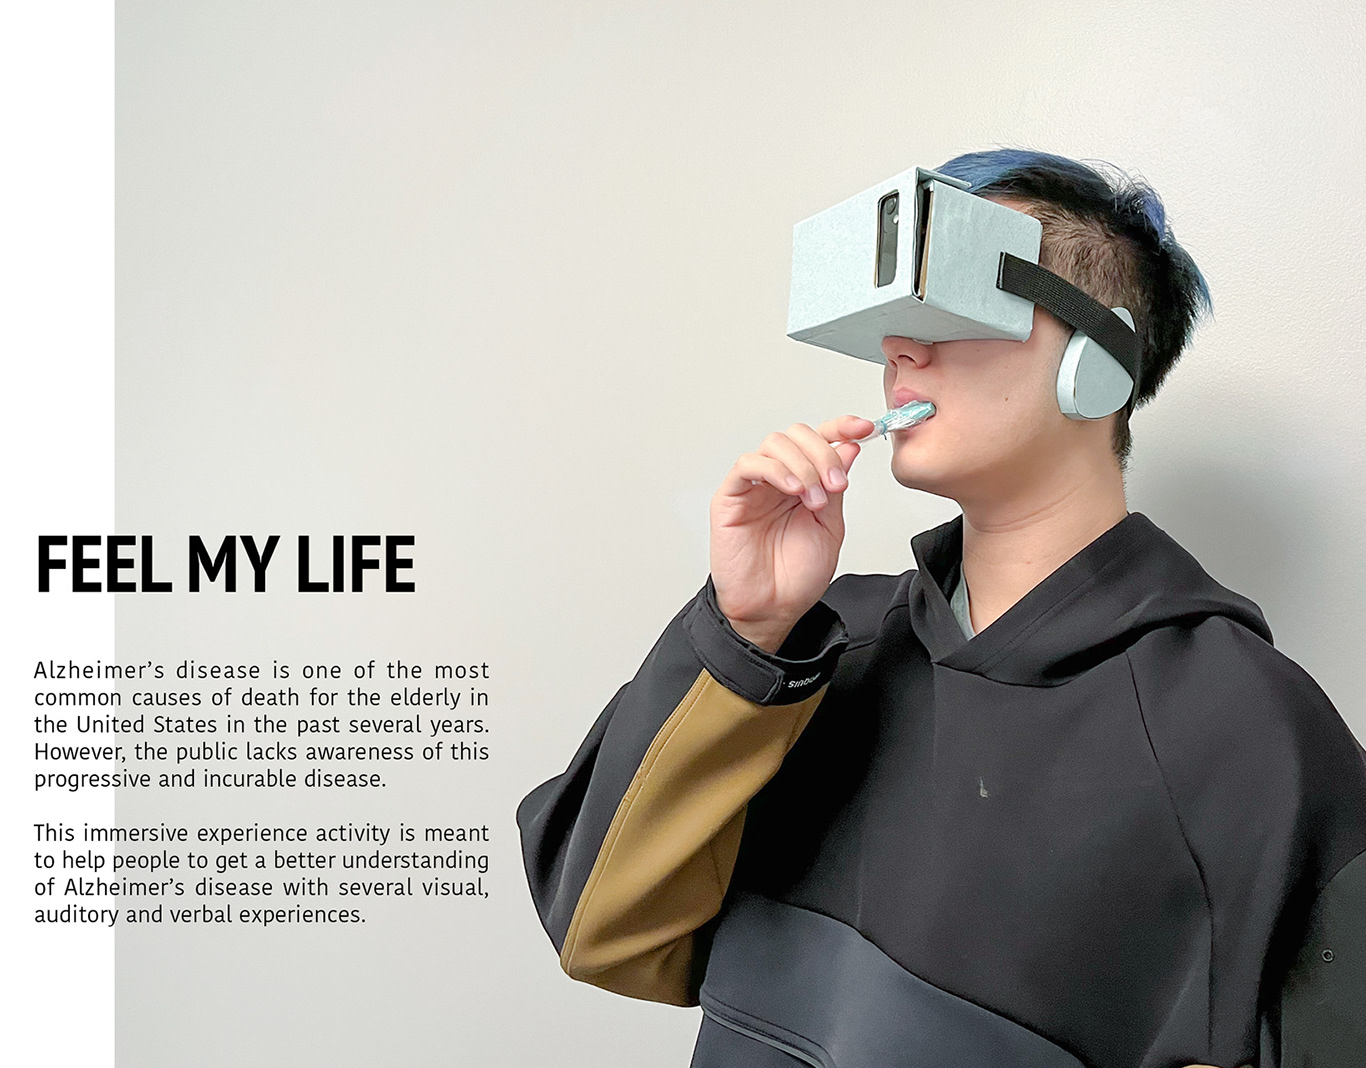 FEEL MY LIFE
Alzheimer’s disease is one of the most
common causes of death for the elderly in
the United States in the past several years.
However, the public lacks awareness of this
progressive and incurable disease.
This immersive experience activity is meant
to help people to get a better understanding
of Alzheimer’s disease with several visual,
auditory and verbal experiences.